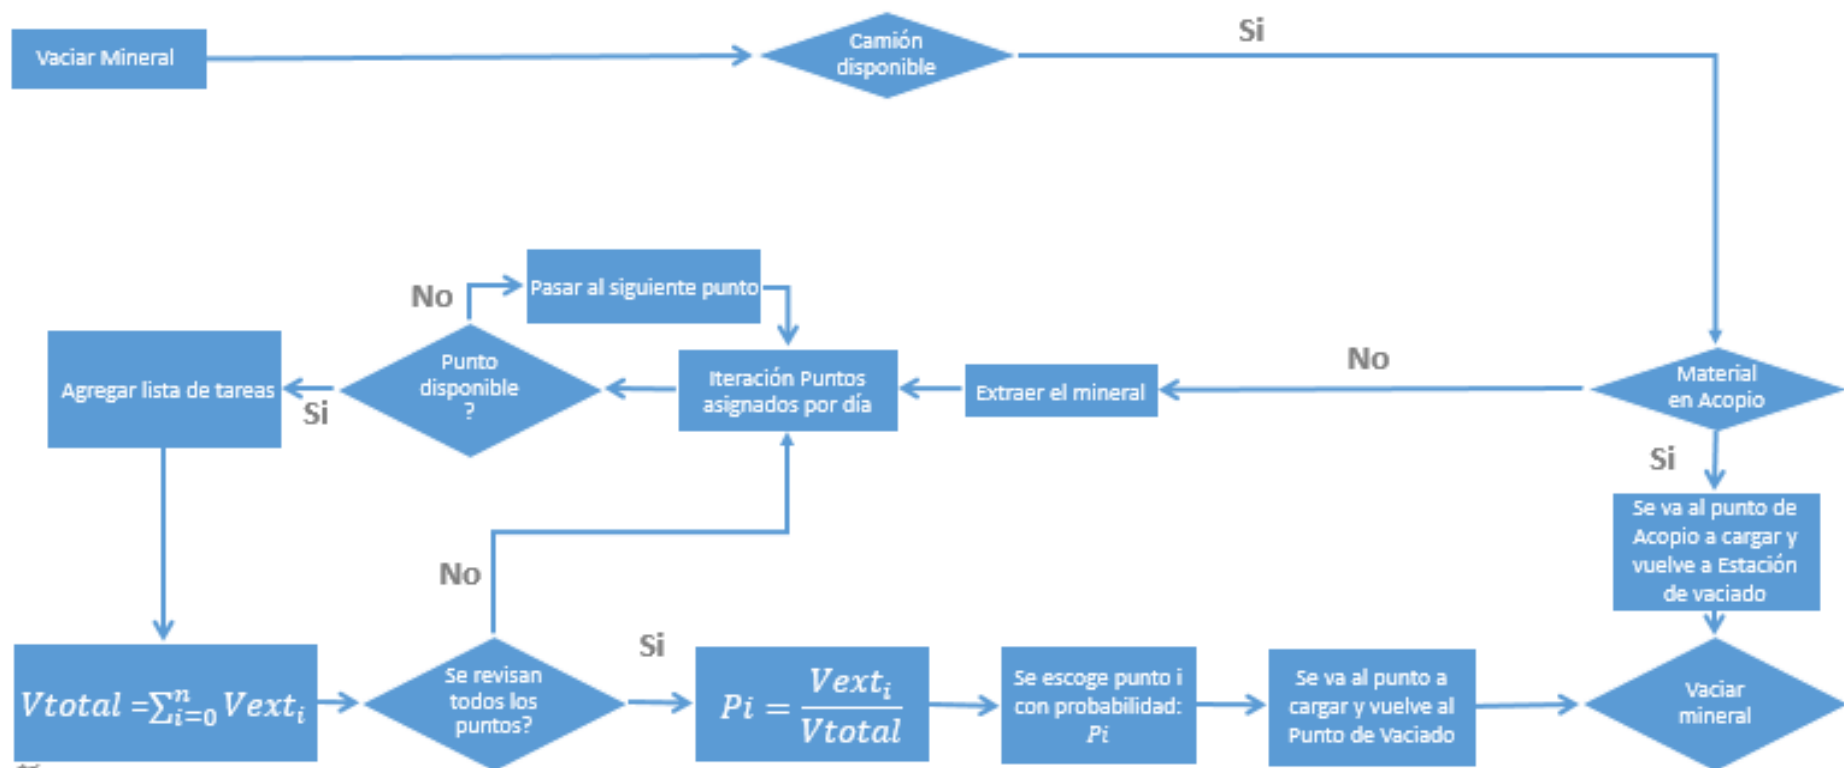 Vaciar Mineral
Camión
disponible
Si
No
Pasar al siguiente punto
Agregar lista de tareas
Si
Punto
disponible
?
Iteración Puntos
asignados por día
Extraer el mineral
No
Material
en Acopio
Si
Se va al punto de
Acopio a cargar y
vuelve a Estación
de vaciado
No
Vtotal =∑ⁿᵢ₌₀ Vextᵢ
Se revisan
todos los
puntos?
Si
Pi = Vextᵢ / Vtotal
Se escoge punto i
con probabilidad:
Pi
Se va al punto a
cargar y vuelve al
Punto de Vaciado
Vaciar
mineral